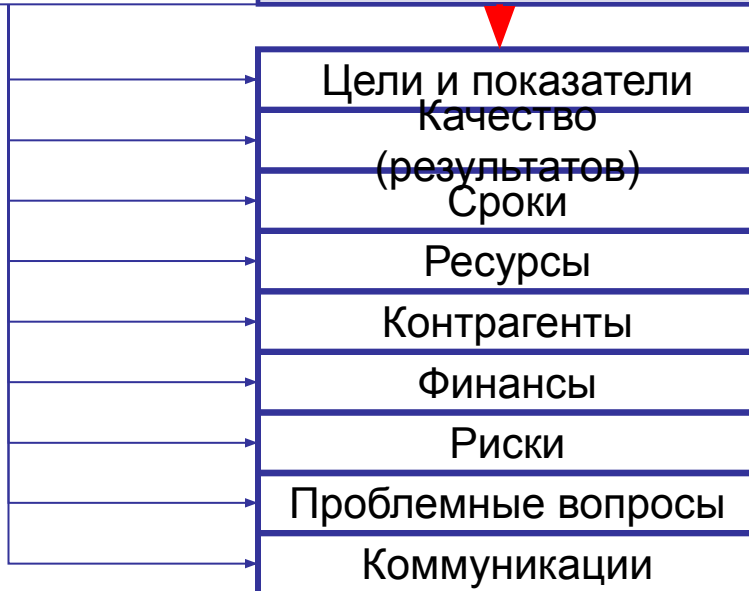 Цели и показатели
Качество
(результатов)
Сроки
Ресурсы
Контрагенты
Финансы
Риски
Проблемные вопросы
Коммуникации